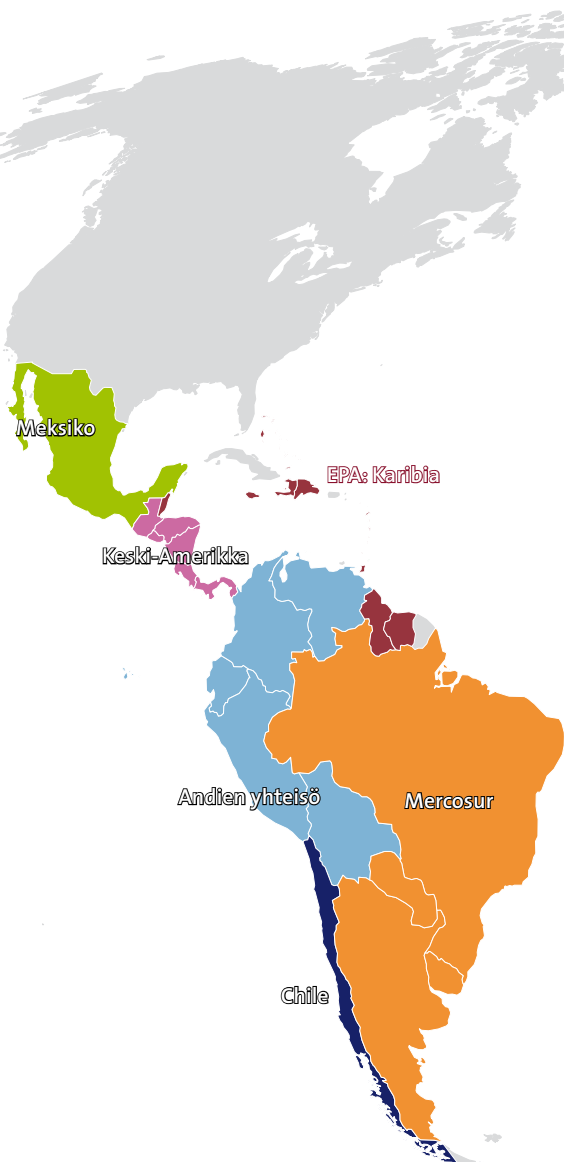 Meksiko
EPA: Karibia
Keski-Amerikka
Andien yhteisö
Mercosur
Chile